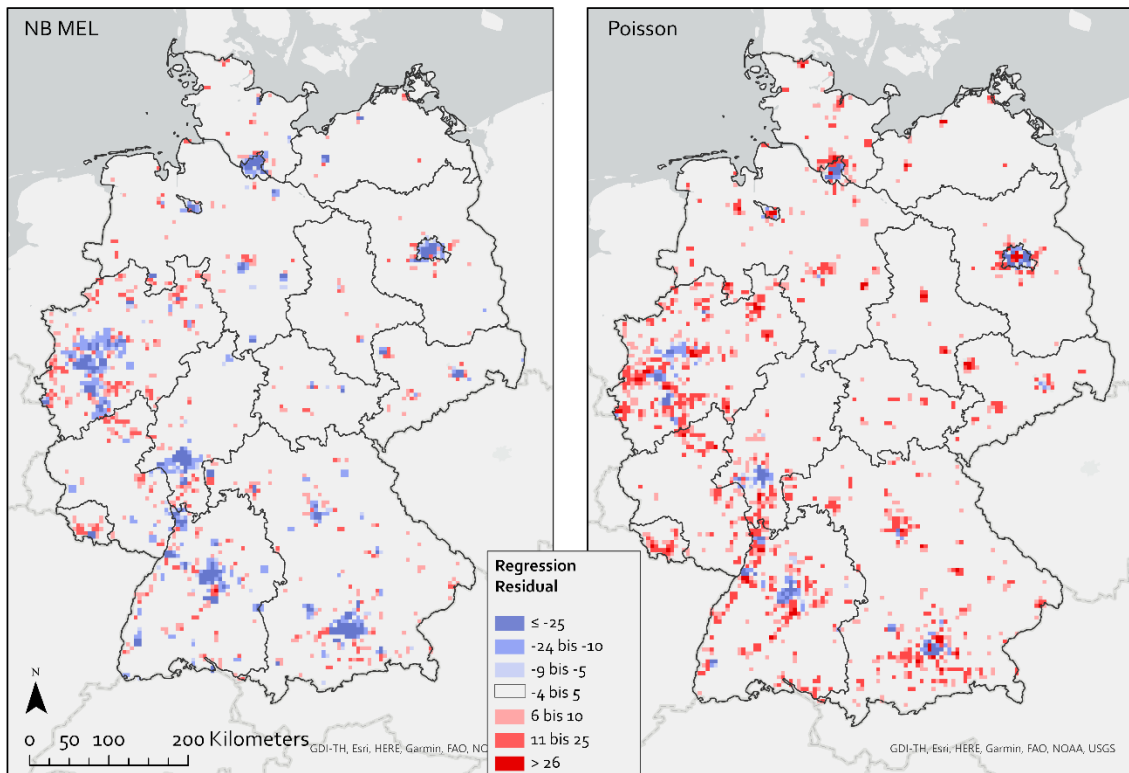 NB MEL
Poisson
Regression
Residual
≤ -25
-24 bis -10
-9 bis -5
-4 bis 5
6 bis 10
11 bis 25
> 26
N
0 50 100 200 Kilometers
GDI-TH, Esri, HERE, Garmin, FAO, NO
GDI-TH, Esri, HERE, Garmin, FAO, NOAA, USGS